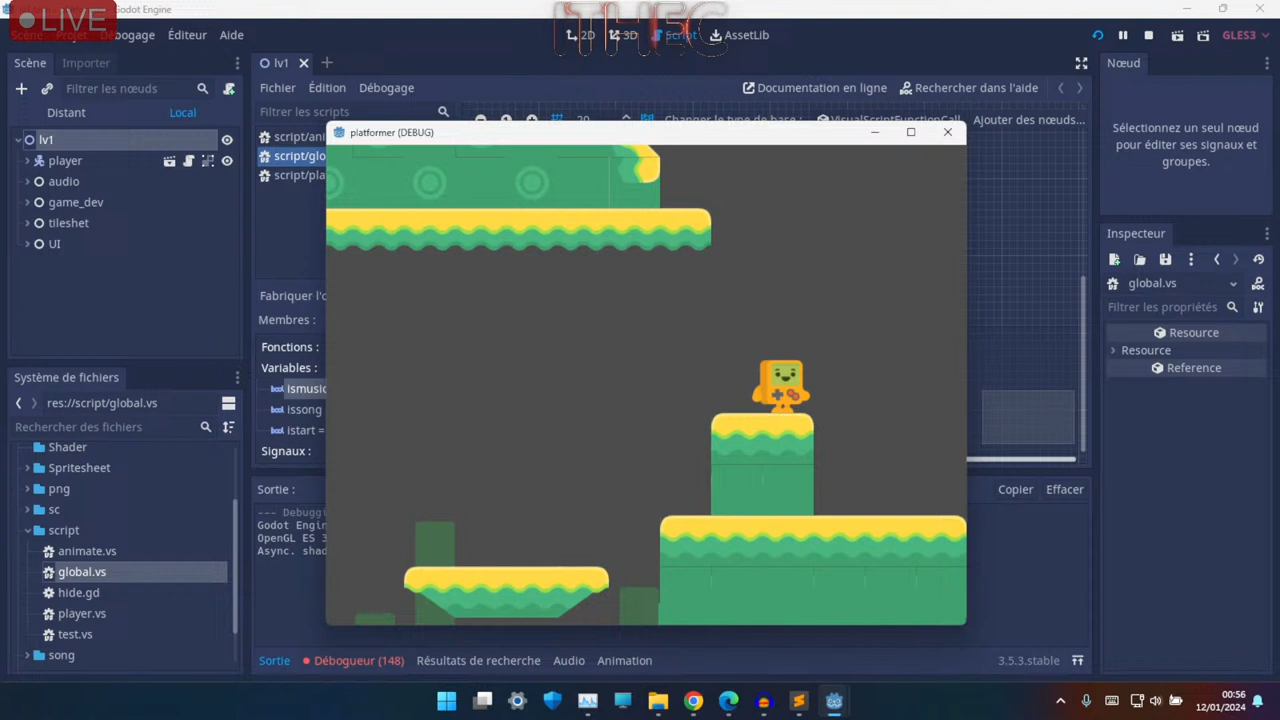 LIVE
Godot Engine
ITHEC
Scène
Projet
Débogage
Éditeur
Aide
2D
3D
Script
AssetLib
GLES3
Scène
Importer
lv1
Nœud
Filtrer les nœuds
Fichier
Édition
Débogage
Documentation en ligne
Rechercher dans l'aide
Distant
Local
Filtrer les scripts
20
Changer le type de base :
VisualScriptFunctionCall
Ajouter des nœuds...
lv1
player
audio
game_dev
tileshet
UI
script/ani
script/glo
script/pla
platformer (DEBUG)
Sélectionnez un seul nœud
pour éditer ses signaux et
groupes.
Inspecteur
global.vs
Filtrer les propriétés
Resource
Resource
Reference
Fabriquer l'
Membres :
Fonctions :
Variables :
ismusic
issong
istart =
Signaux :
Système de fichiers
res://script/global.vs
Rechercher des fichiers
Shader
Spritesheet
png
sc
script
animate.vs
global.vs
hide.gd
player.vs
test.vs
song
Sortie :
Copier
Effacer
--- Debuggi
Godot Engin
OpenGL ES 3
Async. shad
Sortie
Débogueur (148)
Résultats de recherche
Audio
Animation
3.5.3.stable
00:56
12/01/2024